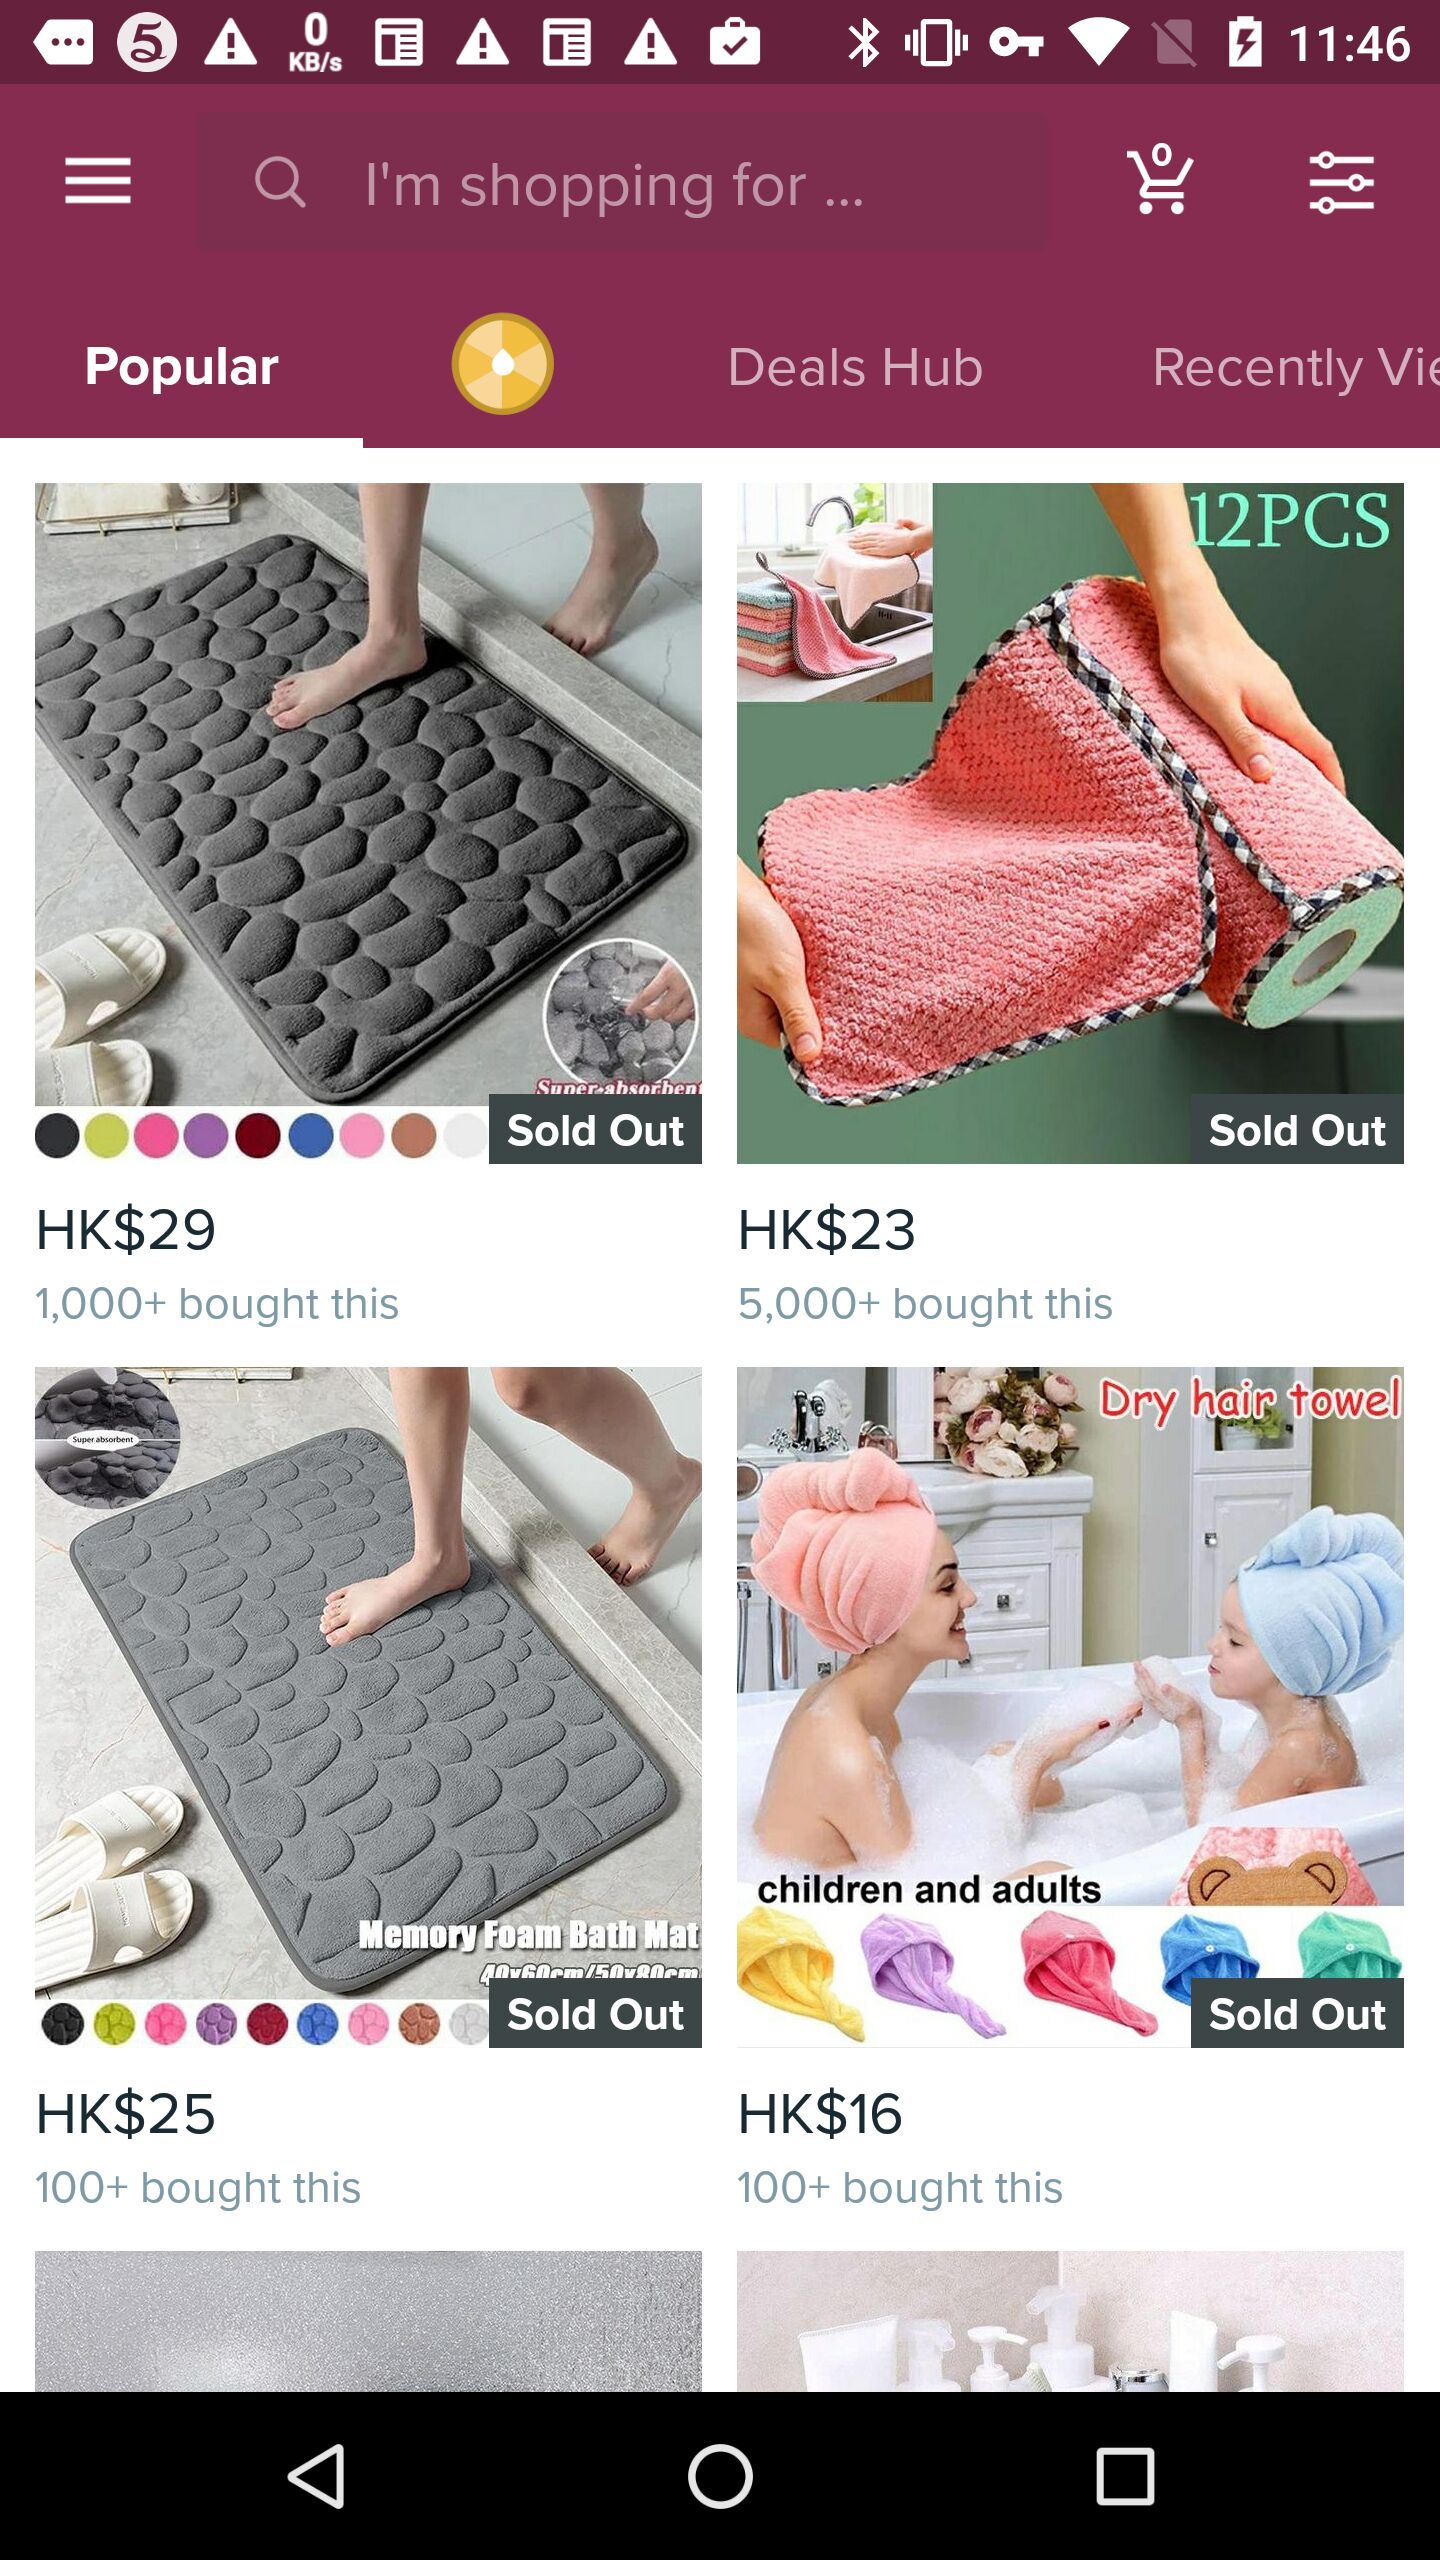 0
KB/s
11:46
I'm shopping for ...
0
Popular
Deals Hub
Recently Vie
12PCS
Super-absorbent
Sold Out
Sold Out
HK$29
HK$23
1,000+ bought this
5,000+ bought this
Super absorbent
Dry hair towel
children and adults
Memory Foam Bath Mat
40x60cm/50x80cm
Sold Out
Sold Out
HK$25
HK$16
100+ bought this
100+ bought this